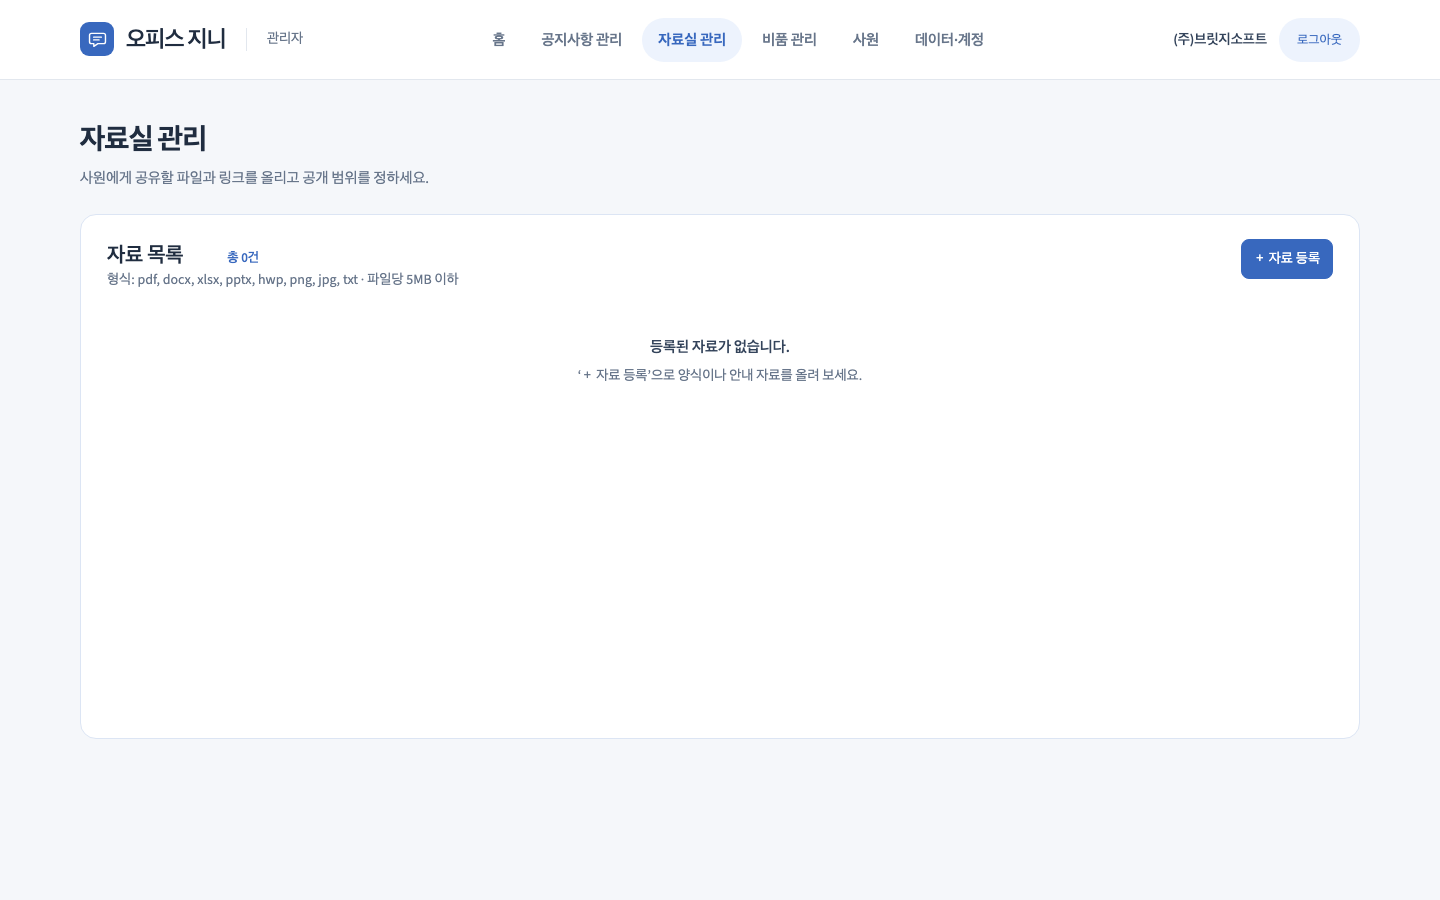 오피스 지니
관리자
홈
공지사항 관리
자료실 관리
비품 관리
사원
데이터·계정
(주)브릿지소프트
로그아웃
자료실 관리
사원에게 공유할 파일과 링크를 올리고 공개 범위를 정하세요.
자료 목록
총 0건
형식: pdf, docx, xlsx, pptx, hwp, png, jpg, txt · 파일당 5MB 이하
+ 자료 등록
등록된 자료가 없습니다.
‘+ 자료 등록’으로 양식이나 안내 자료를 올려 보세요.